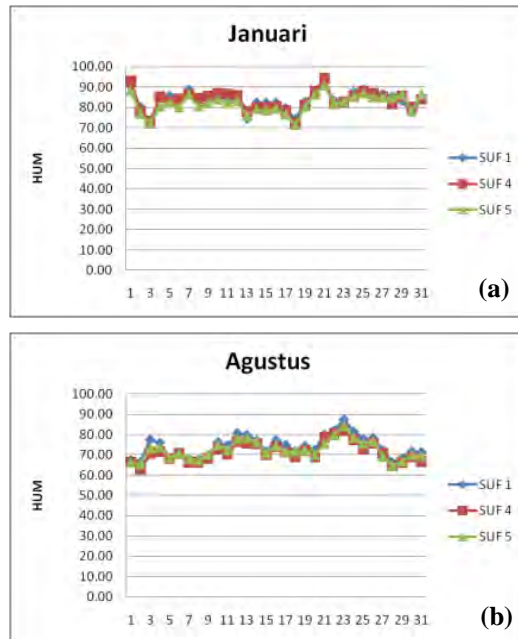 Januari
100.00
90.00
80.00
70.00
60.00
50.00
40.00
30.00
20.00
10.00
0.00
HUM
1 3 5 7 9 11 13 15 17 19 21 23 25 27 29 31
SUF 1
SUF 4
SUF 5
(a)
Agustus
100.00
90.00
80.00
70.00
60.00
50.00
40.00
30.00
20.00
10.00
0.00
HUM
1 3 5 7 9 11 13 15 17 19 21 23 25 27 29 31
SUF 1
SUF 4
SUF 5
(b)